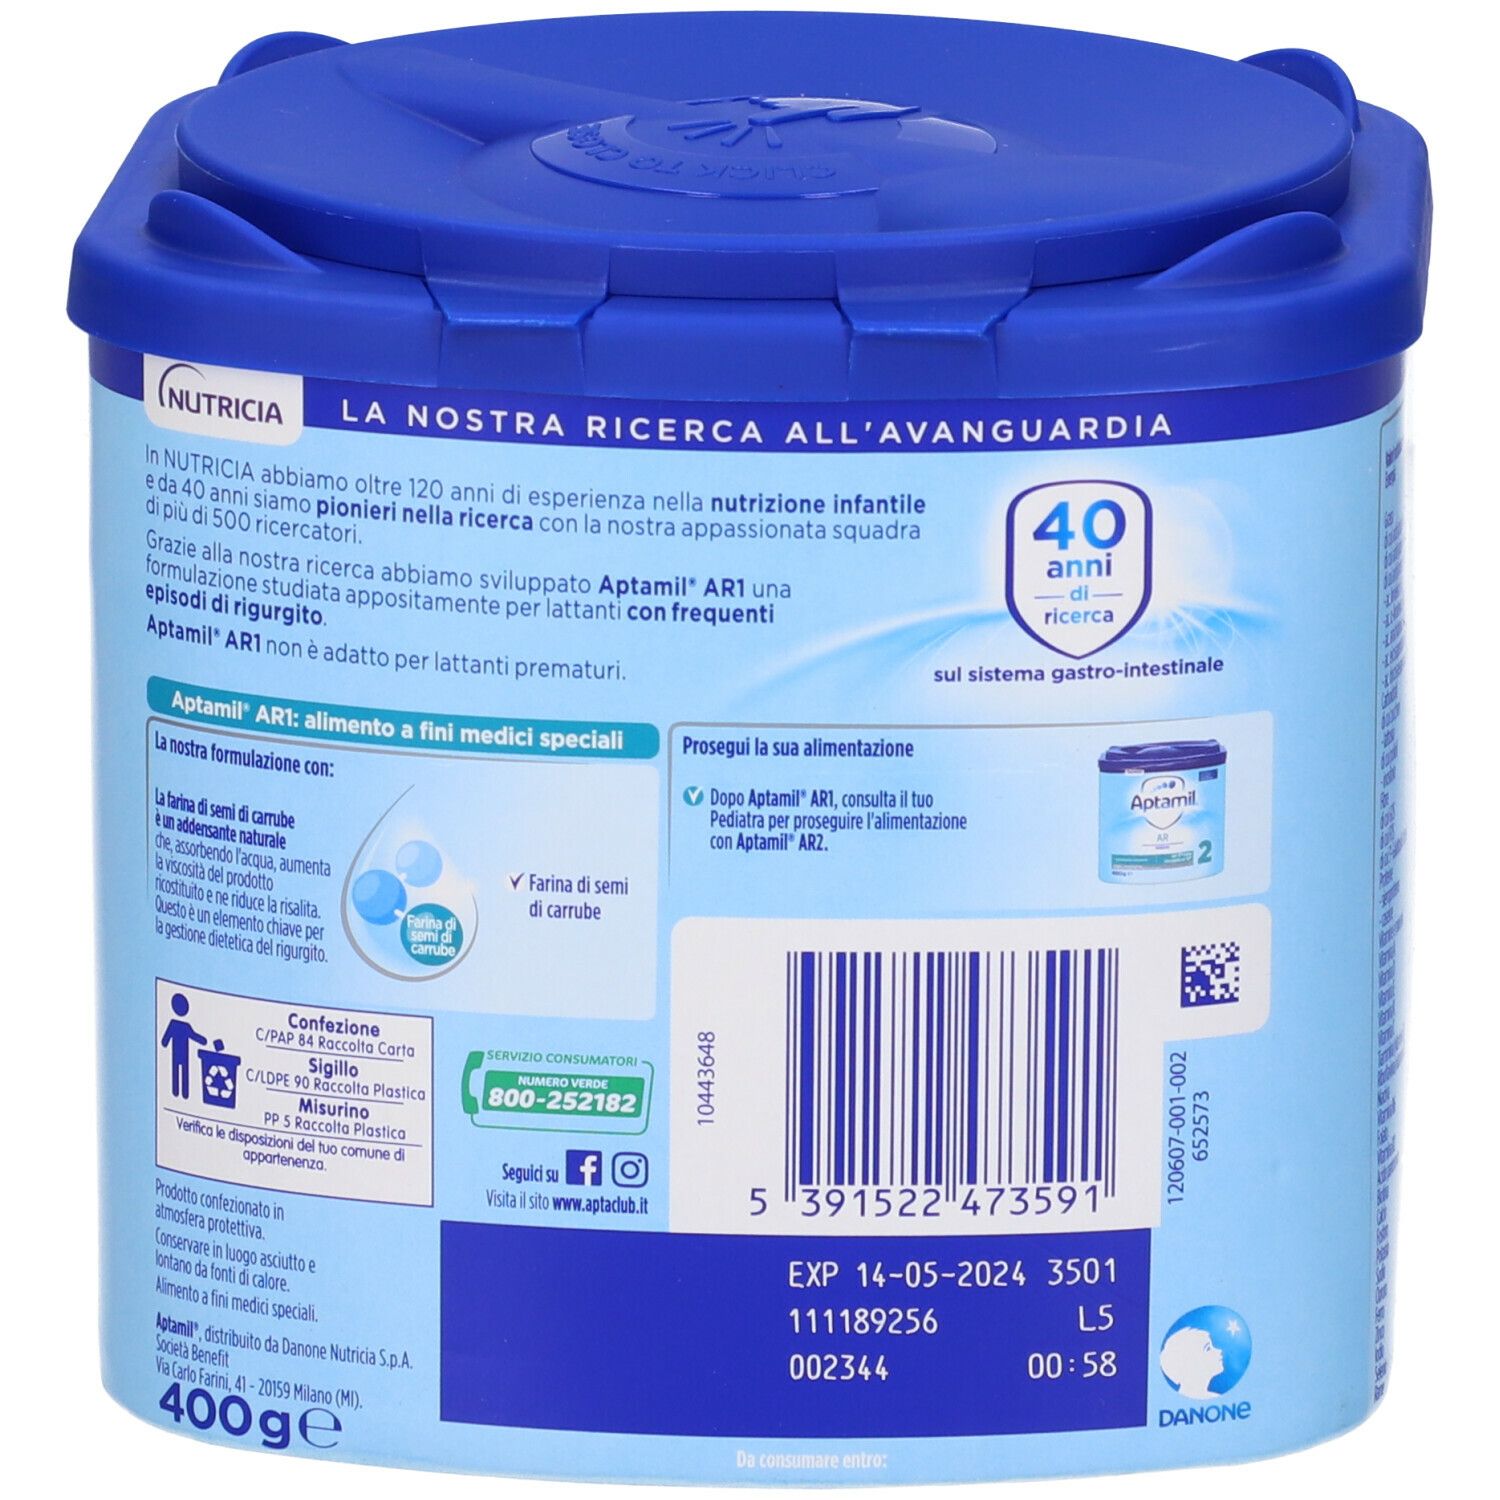 CLICK TO CLOSE
NUTRICIA
LA NOSTRA RICERCA ALL'AVANGUARDIA
In NUTRICIA abbiamo oltre 120 anni di esperienza nella nutrizione infantile
e da 40 anni siamo pionieri nella ricerca con la nostra appassionata squadra
di più di 500 ricercatori.
Grazie alla nostra ricerca abbiamo sviluppato Aptamil® AR1 una
formulazione studiata appositamente per lattanti con frequenti
episodi di rigurgito.
Aptamil® AR1 non è adatto per lattanti prematuri.
40
anni
di
ricerca
sul sistema gastro-intestinale
Aptamil® AR1: alimento a fini medici speciali
La nostra formulazione con:
La farina di semi di carrube
è un addensante naturale
che, assorbendo l'acqua, aumenta
la viscosità del prodotto
ricostituito e ne riduce la risalita.
Questo è un elemento chiave per
la gestione dietetica del rigurgito.
Farina di
semi di
carrube
Farina di semi
di carrube
Prosegui la sua alimentazione
Dopo Aptamil® AR1, consulta il tuo
Pediatra per proseguire l'alimentazione
con Aptamil® AR2.
Aptamil
AR
2
Confezione
C/PAP 84 Raccolta Carta
Sigillo
C/LDPE 90 Raccolta Plastica
Misurino
PP 5 Raccolta Plastica
Verifica le disposizioni del tuo comune di
appartenenza.
SERVIZIO CONSUMATORI
NUMERO VERDE
800-252182
Seguici su
Visita il sito www.aptaclub.it
10443648
5 391522 473591
120607-001-002
652573
Prodotto confezionato in
atmosfera protettiva.
Conservare in luogo asciutto e
lontano da fonti di calore.
Alimento a fini medici speciali.
Aptamil®, distribuito da Danone Nutricia S.p.A.
Società Benefit
Via Carlo Farini, 41 - 20159 Milano (MI).
400g e
EXP 14-05-2024 3501
111189256 L5
002344 00:58
DANONE
Da consumare entro: